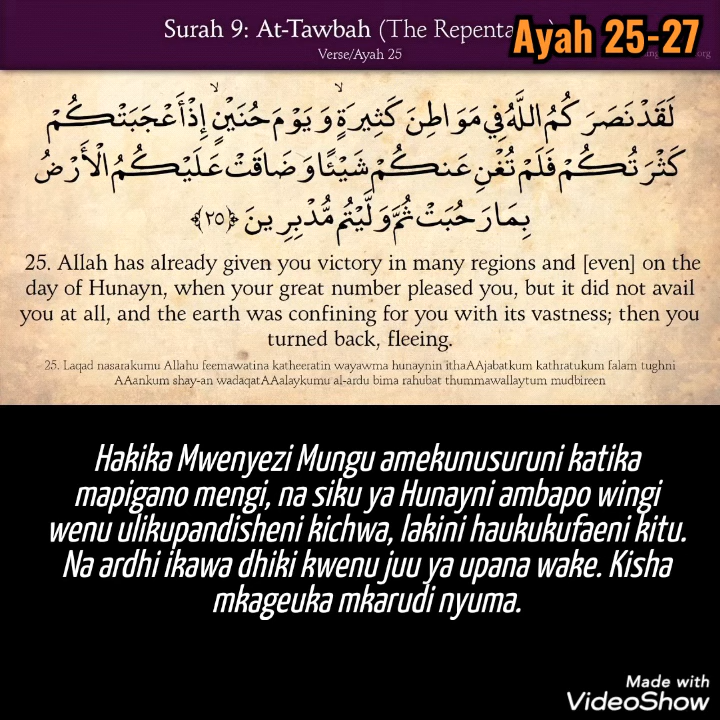 Surah 9: At-Tawbah (The Repenta
Ayah 25-27
Verse/Ayah 25
لَقَدْ نَصَرَكُمُ اللَّهُ فِي مَوَاطِنَ كَثِيرَةٍ ۙ وَيَوْمَ حُنَيْنٍ ۙ إِذْ أَعْجَبَتْكُمْ
كَثْرَتُكُمْ فَلَمْ تُغْنِ عَنكُمْ شَيْئًا وَضَاقَتْ عَلَيْكُمُ الْأَرْضُ
بِمَا رَحُبَتْ ثُمَّ وَلَّيْتُم مُّدْبِرِينَ ﴿٢٥﴾
25. Allah has already given you victory in many regions and [even] on the
day of Hunayn, when your great number pleased you, but it did not avail
you at all, and the earth was confining for you with its vastness; then you
turned back, fleeing.
25. Laqad nasarakumu Allahu feemawatina katheeratin wayawma hunaynin ithaAAjabatkum kathratukum falam tughni
AAankum shay-an wadaqatAAalaykumu al-ardu bima rahubat thummawallaytum mudbireen
Hakika Mwenyezi Mungu amekunusuruni katika
mapigano mengi, na siku ya Hunayni ambapo wingi
wenu ulikupandisheni kichwa, lakini haukukufaeni kitu.
Na ardhi ikawa dhiki kwenu juu ya upana wake. Kisha
mkageuka mkarudi nyuma.
Made with
VideoShow